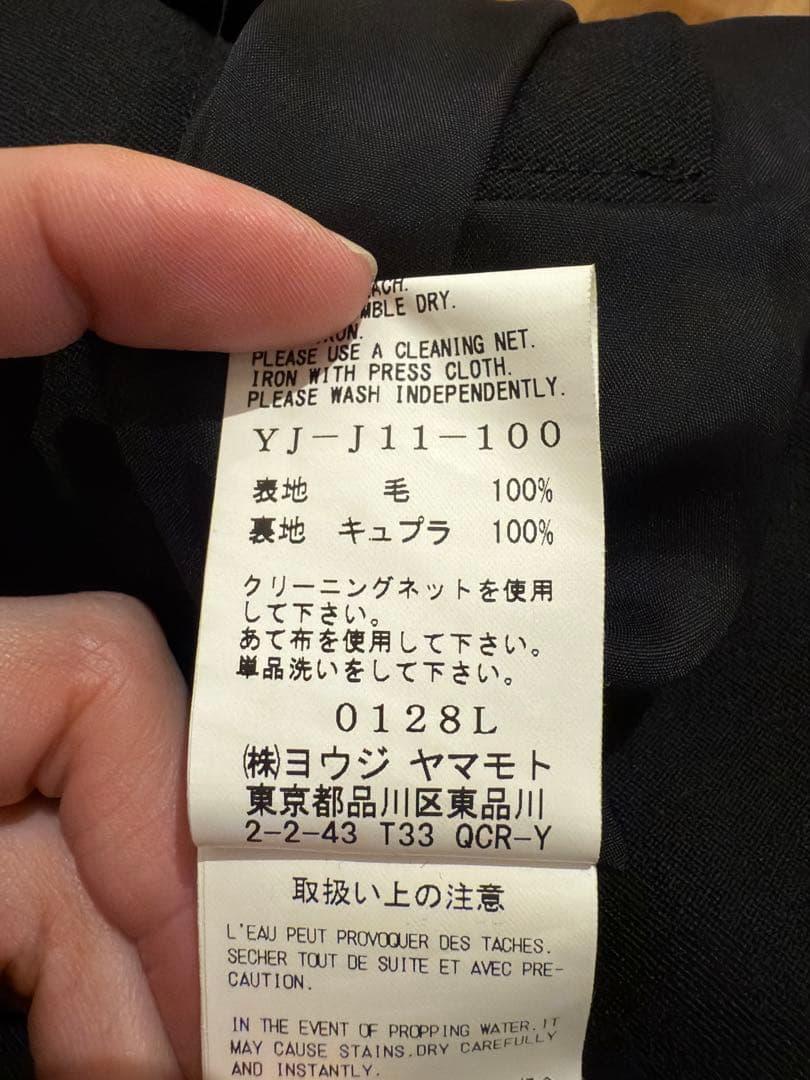 DRY.
PLEASE USE A CLEANING NET.
IRON WITH PRESS CLOTH.
PLEASE WASH INDEPENDENTLY.
YJ-J11-100
表地 毛 100%
裏地 キュプラ 100%
クリーニングネットを使用
して下さい。
あて布を使用して下さい。
単品洗いをして下さい。
0128L
㈱ヨウジ ヤマモト
東京都品川区東品川
2-2-43 T33 QCR-Y
取扱い上の注意
L'EAU PEUT PROVOQUER DES TACHES.
SECHER TOUT DE SUITE ET AVEC PRE-
CAUTION.
IN THE EVENT OF PROPPING WATER.IT
MAY CAUSE STAINS.DRY CAREFULLY
AND INSTANTLY.